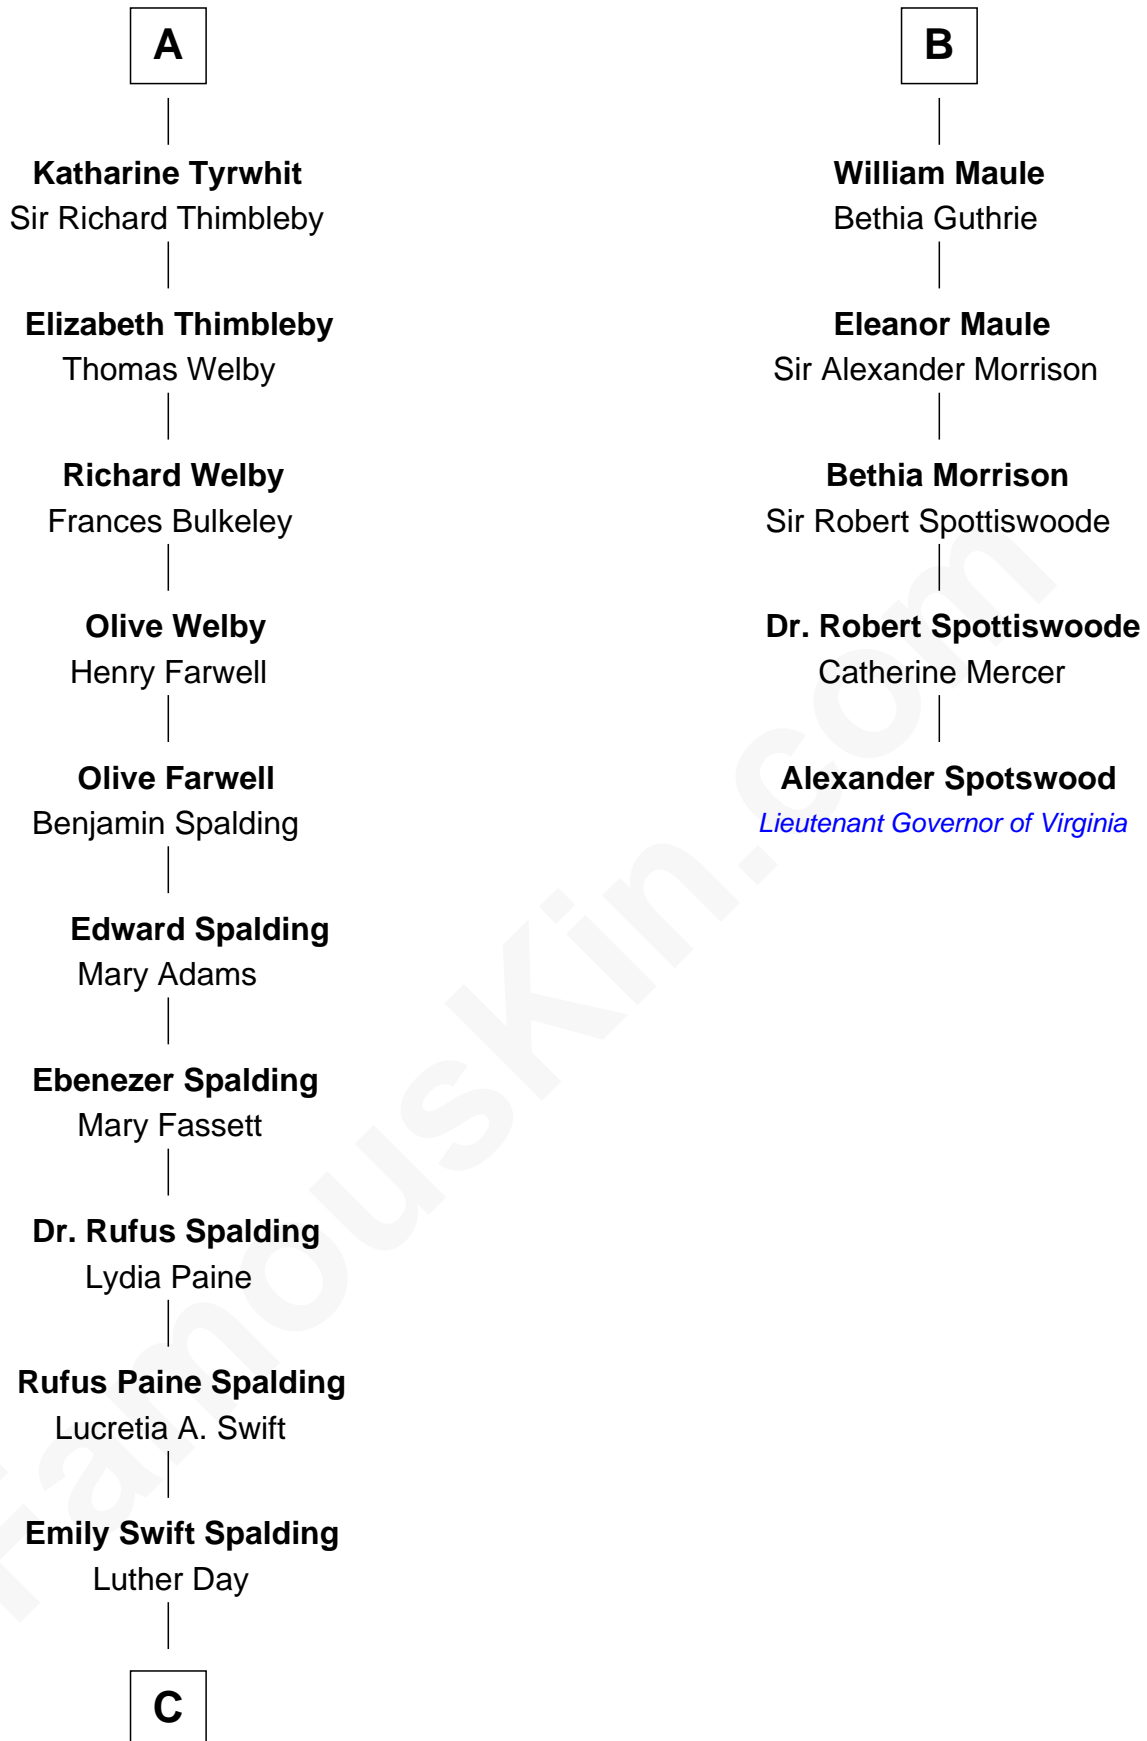 A
Katharine Tyrwhit
Sir Richard Thimbleby
Elizabeth Thimbleby
Thomas Welby
Richard Welby
Frances Bulkeley
Olive Welby
Henry Farwell
Olive Farwell
Benjamin Spalding
Edward Spalding
Mary Adams
Ebenezer Spalding
Mary Fassett
Dr. Rufus Spalding
Lydia Paine
Rufus Paine Spalding
Lucretia A. Swift
Emily Swift Spalding
Luther Day
C
B
William Maule
Bethia Guthrie
Eleanor Maule
Sir Alexander Morrison
Bethia Morrison
Sir Robert Spottiswoode
Dr. Robert Spottiswoode
Catherine Mercer
Alexander Spotswood
Lieutenant Governor of Virginia
FamousKin.com